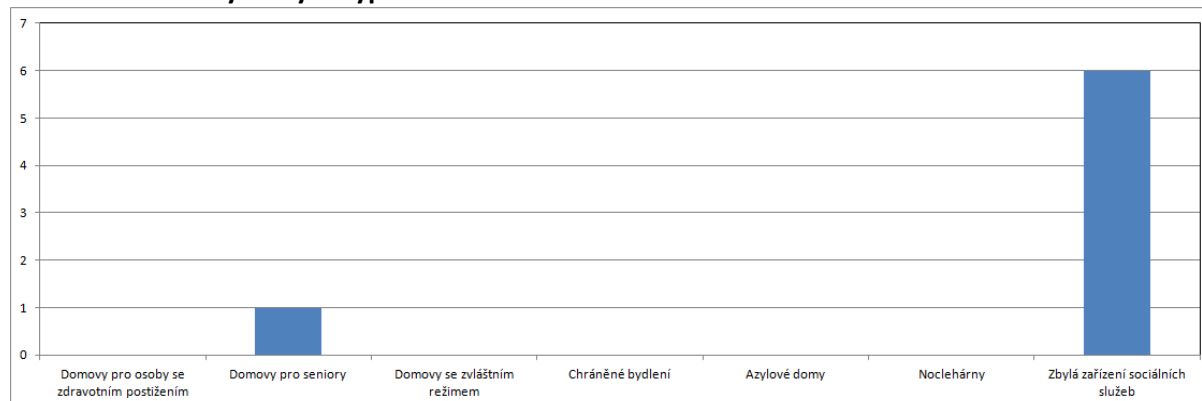 7
6
5
4
3
2
1
0
Domovy pro osoby se
zdravotním postižením
Domovy pro seniory
Domovy se zvláštním
režimem
Chráněné bydlení
Azylové domy
Noclehárny
Zbylá zařízení sociálních
služeb